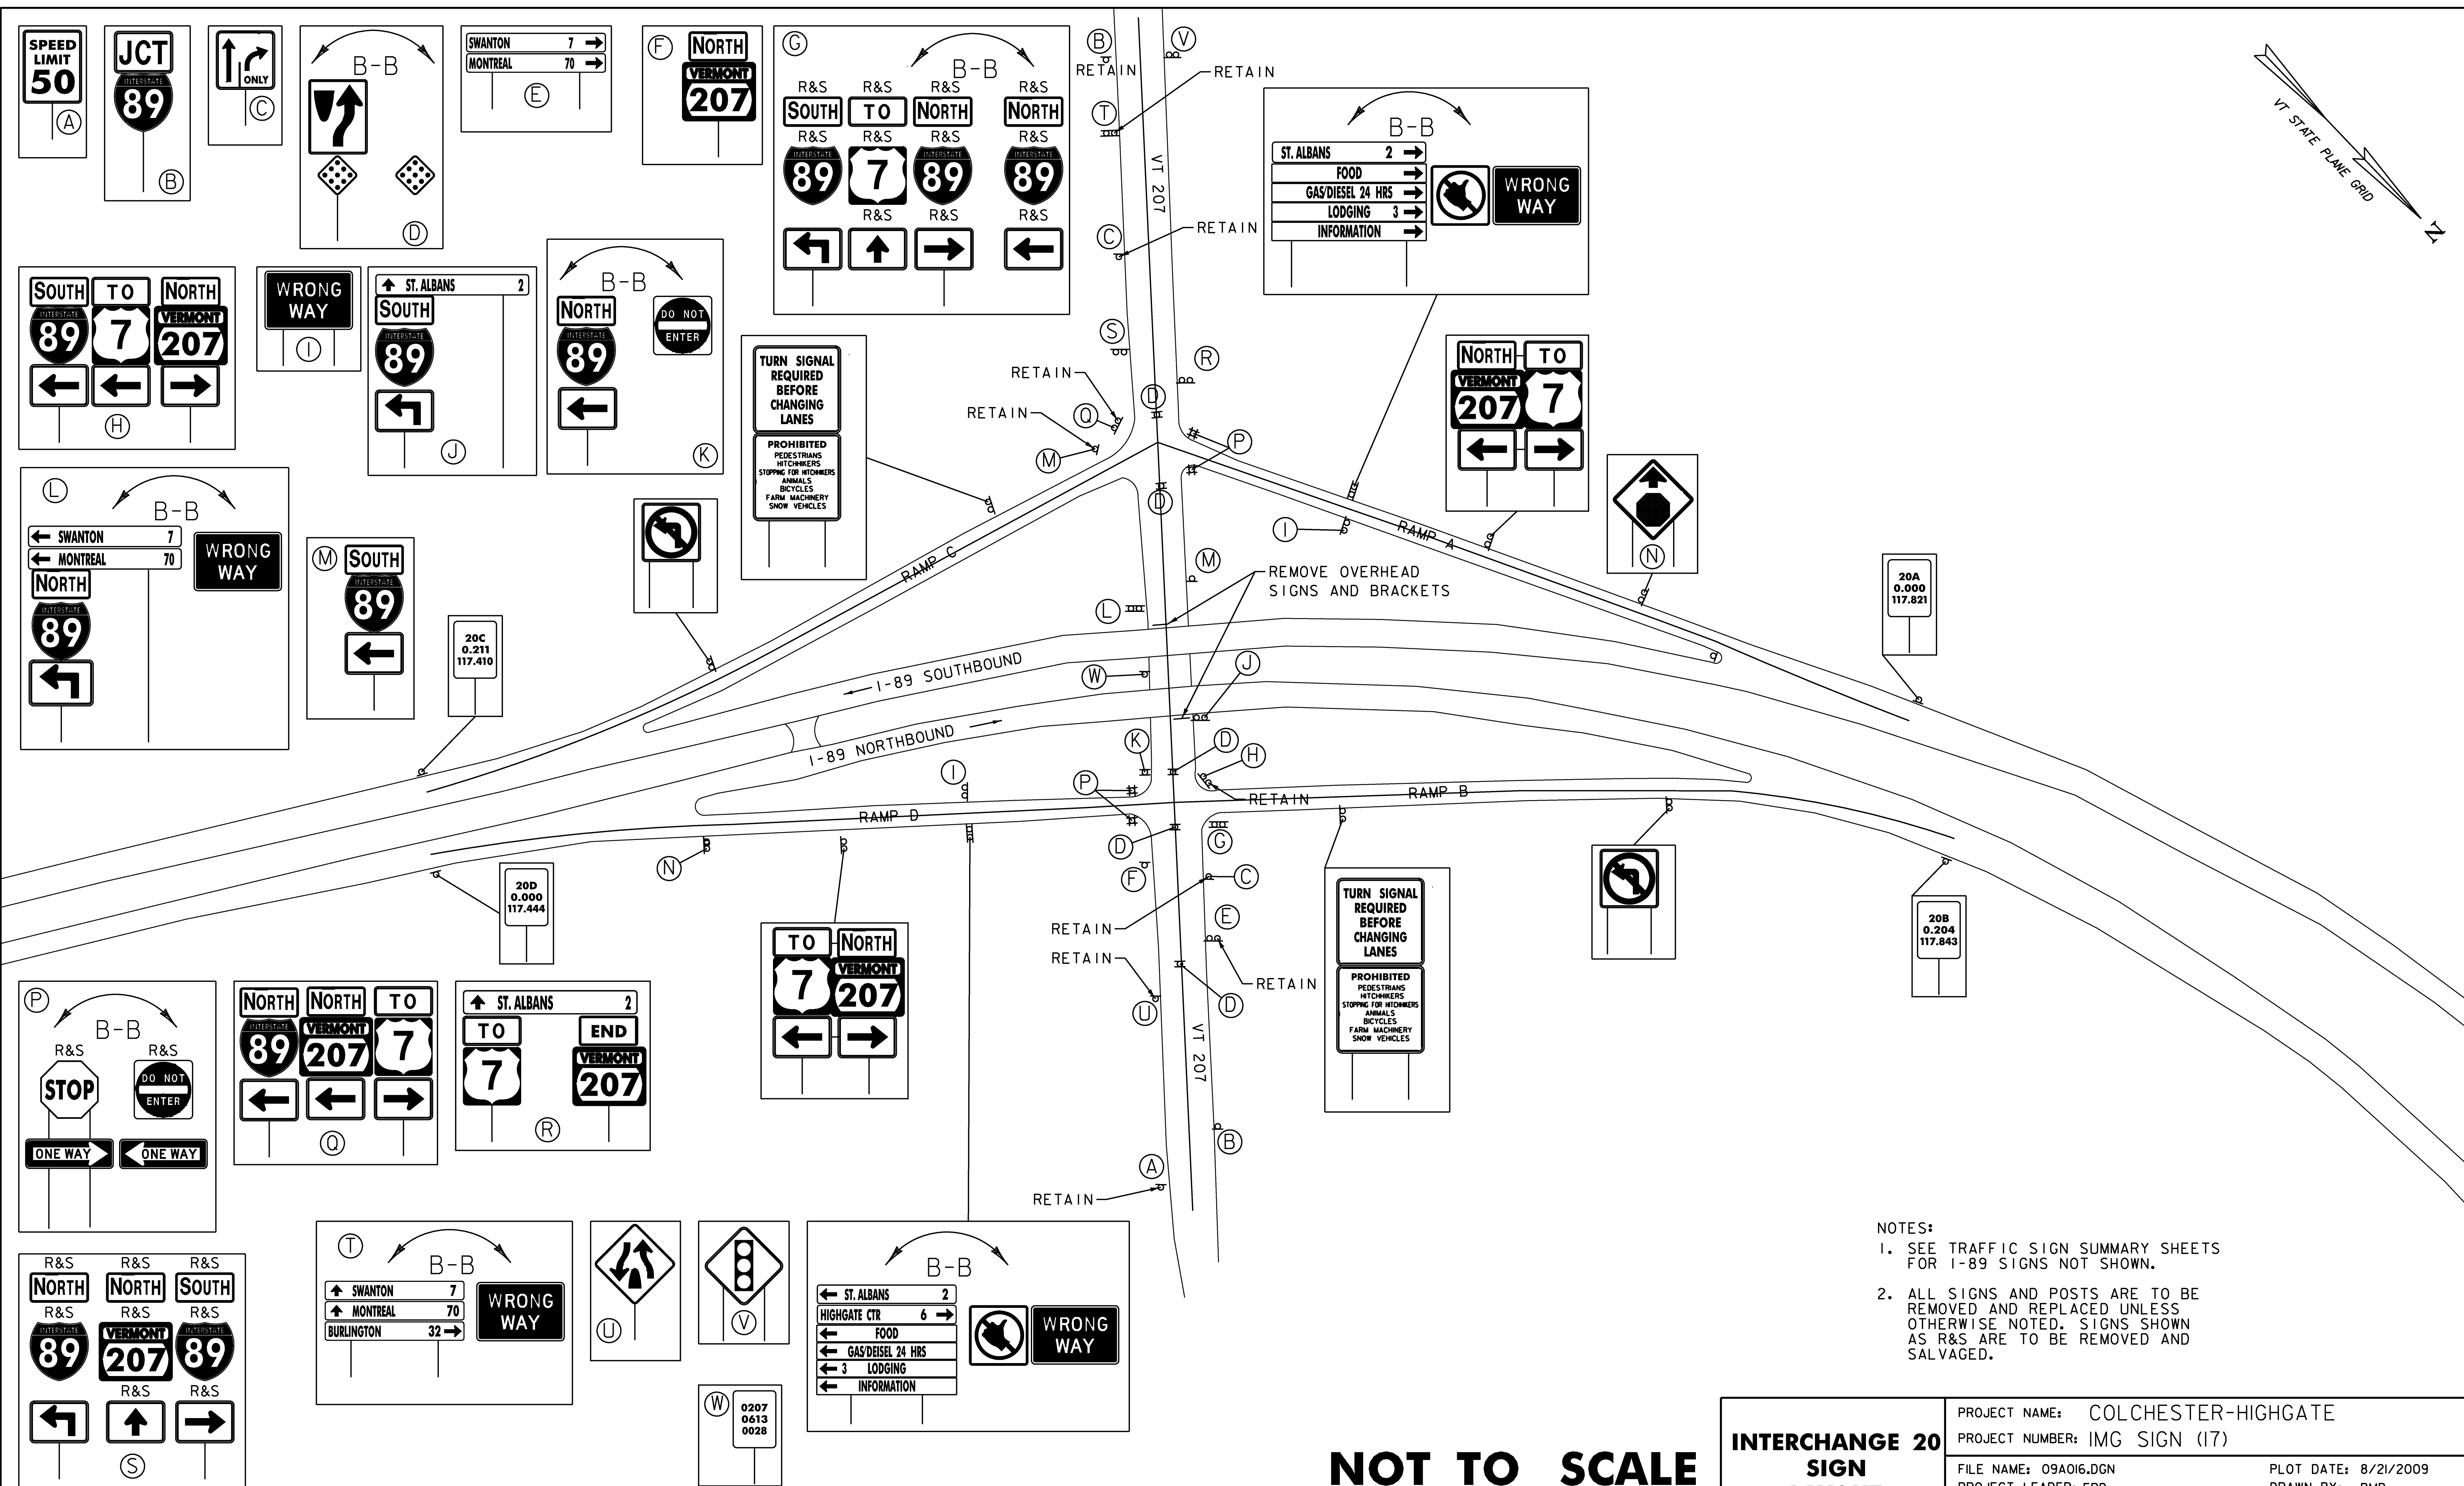 SPEED
LIMIT
50
A
JCT
INTERSTATE
89
B
ONLY
C
B-B
D
SWANTON 7
MONTREAL 70
E
F
NORTH
VERMONT
207
G
B-B
R&S R&S R&S R&S
SOUTH TO NORTH NORTH
R&S R&S R&S R&S
INTERSTATE INTERSTATE INTERSTATE
89 7 89 89
R&S R&S R&S
B
V
RETAIN
RETAIN
T
VT 207
C
RETAIN
S
R
D
RETAIN
RETAIN
Q
M
P
D
B-B
ST. ALBANS 2
FOOD
GAS/DIESEL 24 HRS
LODGING 3
INFORMATION
WRONG
WAY
VT STATE PLANE GRID
N
SOUTH TO NORTH
INTERSTATE VERMONT
89 7 207
H
WRONG
WAY
I
ST. ALBANS 2
SOUTH
INTERSTATE
89
J
B-B
NORTH
INTERSTATE
89
DO NOT
ENTER
K
TURN SIGNAL
REQUIRED
BEFORE
CHANGING
LANES
PROHIBITED
PEDESTRIANS
HITCHHIKERS
STOPPING FOR HITCHHIKERS
ANIMALS
BICYCLES
FARM MACHINERY
SNOW VEHICLES
NORTH TO
VERMONT
207 7
N
L
B-B
SWANTON 7
MONTREAL 70
NORTH
INTERSTATE
89
WRONG
WAY
M
SOUTH
INTERSTATE
89
20C
0.211
117.410
RAMP C
I
RAMP A
M
REMOVE OVERHEAD
SIGNS AND BRACKETS
L
20A
0.000
117.821
I-89 SOUTHBOUND
W
J
I-89 NORTHBOUND
K
D
H
I
P
RETAIN
RAMP B
RAMP D
D
G
N
F
C
20D
0.000
117.444
RETAIN
E
RETAIN
RETAIN
D
U
VT 207
B
A
RETAIN
TO NORTH
VERMONT
7 207
TURN SIGNAL
REQUIRED
BEFORE
CHANGING
LANES
PROHIBITED
PEDESTRIANS
HITCHHIKERS
STOPPING FOR HITCHHIKERS
ANIMALS
BICYCLES
FARM MACHINERY
SNOW VEHICLES
20B
0.204
117.843
P
B-B
R&S R&S
STOP
DO NOT
ENTER
ONE WAY ONE WAY
NORTH NORTH TO
INTERSTATE VERMONT
89 207 7
Q
ST. ALBANS 2
TO END
VERMONT
7 207
R
R&S R&S R&S
NORTH NORTH SOUTH
R&S R&S R&S
INTERSTATE VERMONT INTERSTATE
89 207 89
R&S R&S
S
T
B-B
SWANTON 7
MONTREAL 70
BURLINGTON 32
WRONG
WAY
U
V
W
0207
0613
0028
B-B
ST. ALBANS 2
HIGHGATE CTR 6
FOOD
GAS/DEISEL 24 HRS
3 LODGING
INFORMATION
WRONG
WAY
NOTES:
1. SEE TRAFFIC SIGN SUMMARY SHEETS
FOR I-89 SIGNS NOT SHOWN.
2. ALL SIGNS AND POSTS ARE TO BE
REMOVED AND REPLACED UNLESS
OTHERWISE NOTED. SIGNS SHOWN
AS R&S ARE TO BE REMOVED AND
SALVAGED.
NOT TO SCALE
INTERCHANGE 20
SIGN
PROJECT NAME: COLCHESTER-HIGHGATE
PROJECT NUMBER: IMG SIGN (17)
FILE NAME: 09A016.DGN
PLOT DATE: 8/21/2009